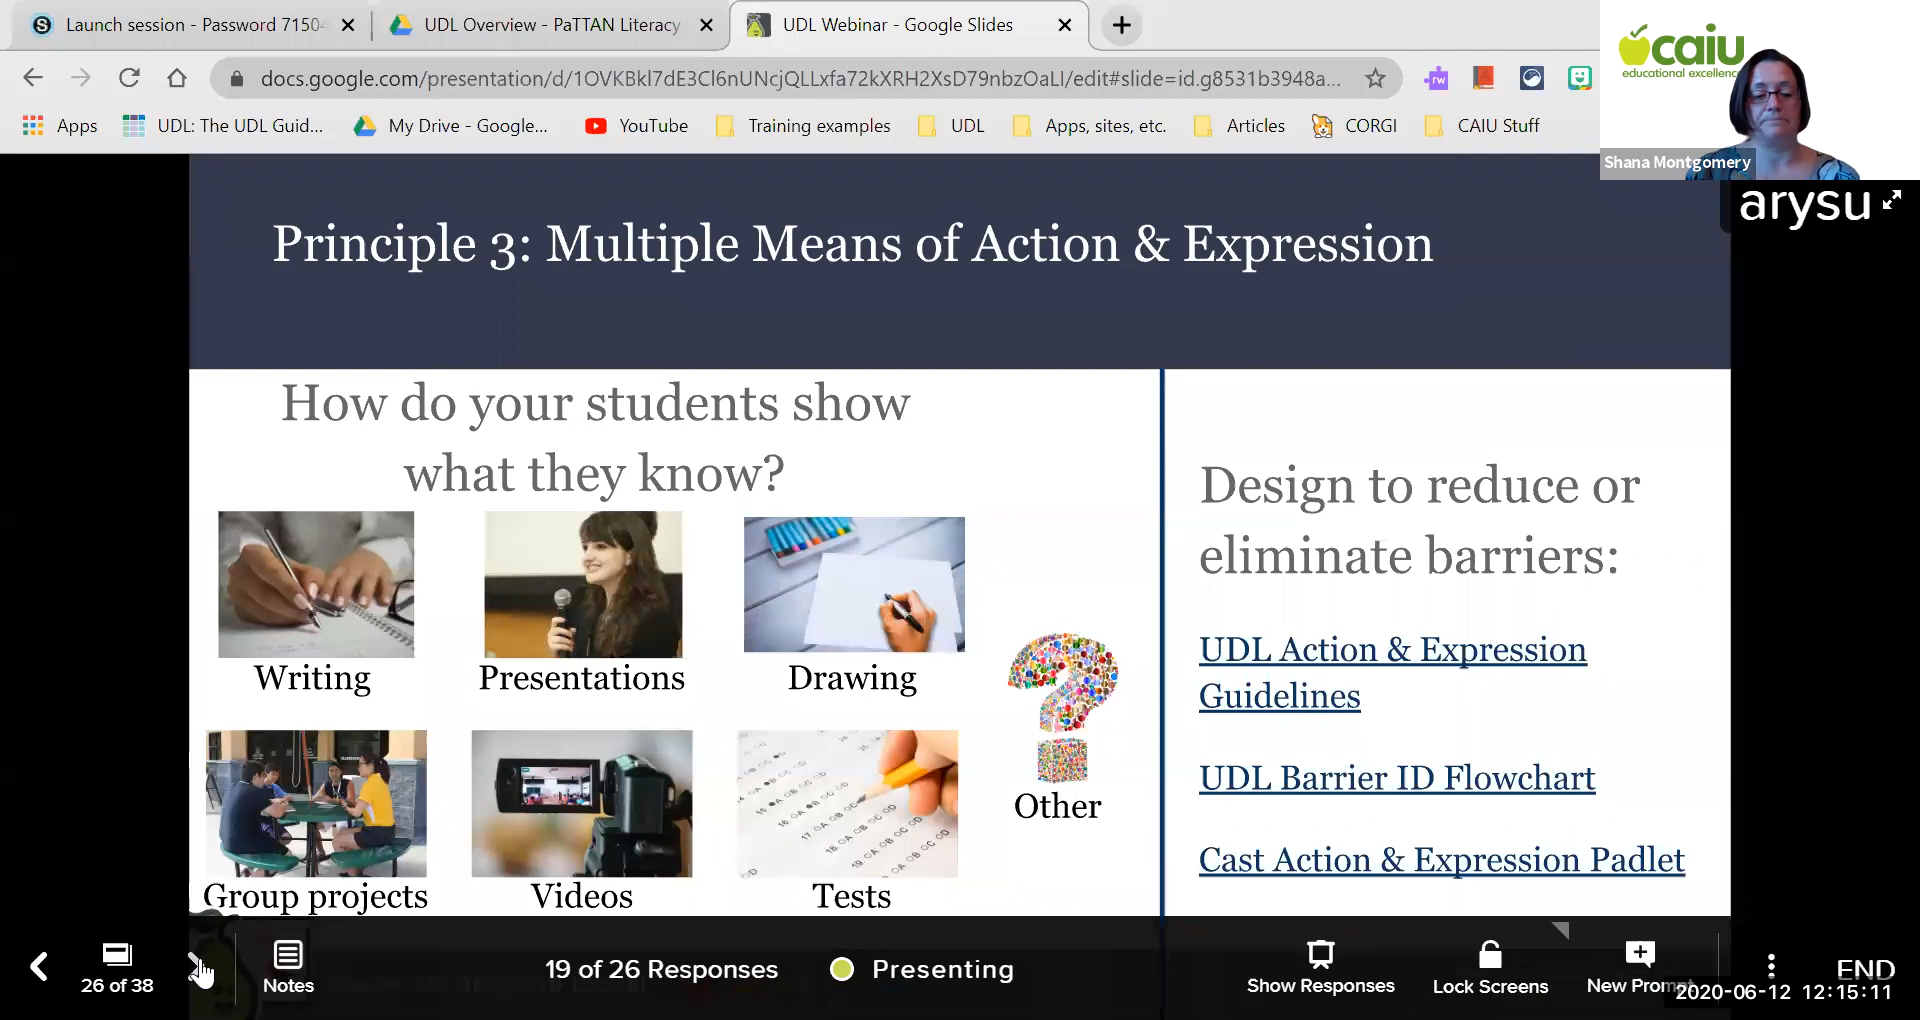 Launch session - Password 7150
UDL Overview - PaTTAN Literacy
UDL Webinar - Google Slides
docs.google.com/presentation/d/1OVKBkl7dE3Cl6nUNcjQLLxfa72kXRH2XsD79nbzOaLI/edit#slide=id.g8531b3948a...
Apps
UDL: The UDL Guid...
My Drive - Google...
YouTube
Training examples
UDL
Apps, sites, etc.
Articles
CORGI
CAIU Stuff
caiu
educational excellenc
Shana Montgomery
arysu
Principle 3: Multiple Means of Action & Expression
How do your students show
what they know?
Writing
Presentations
Drawing
Group projects
Videos
Tests
Other
Design to reduce or
eliminate barriers:
UDL Action & Expression
Guidelines
UDL Barrier ID Flowchart
Cast Action & Expression Padlet
26 of 38
Notes
19 of 26 Responses
Presenting
Show Responses
Lock Screens
New Prom
END
2020-06-12 12:15:11